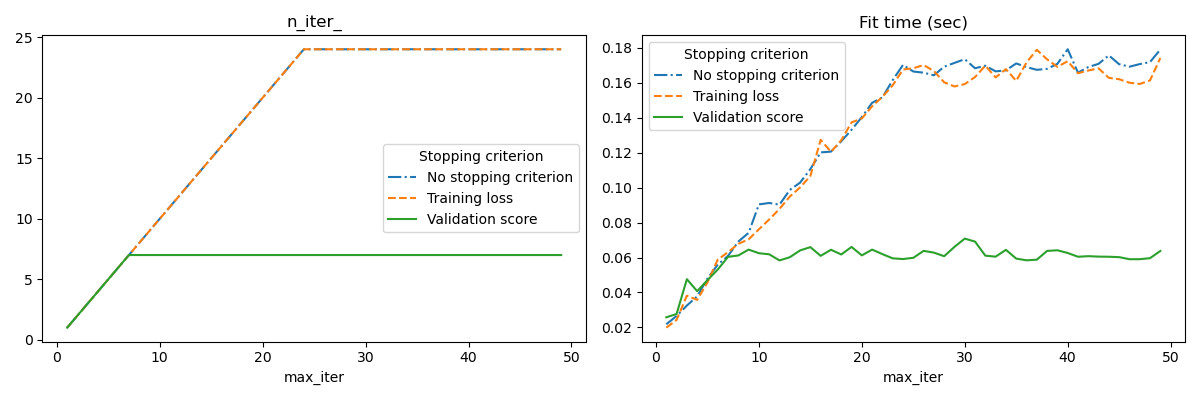 n_iter_
25
20
15
10
5
0
Stopping criterion
No stopping criterion
Training loss
Validation score
0 10 20 30 40 50
max_iter
Fit time (sec)
0.18
0.16
0.14
0.12
0.10
0.08
0.06
0.04
0.02
Stopping criterion
No stopping criterion
Training loss
Validation score
0 10 20 30 40 50
max_iter